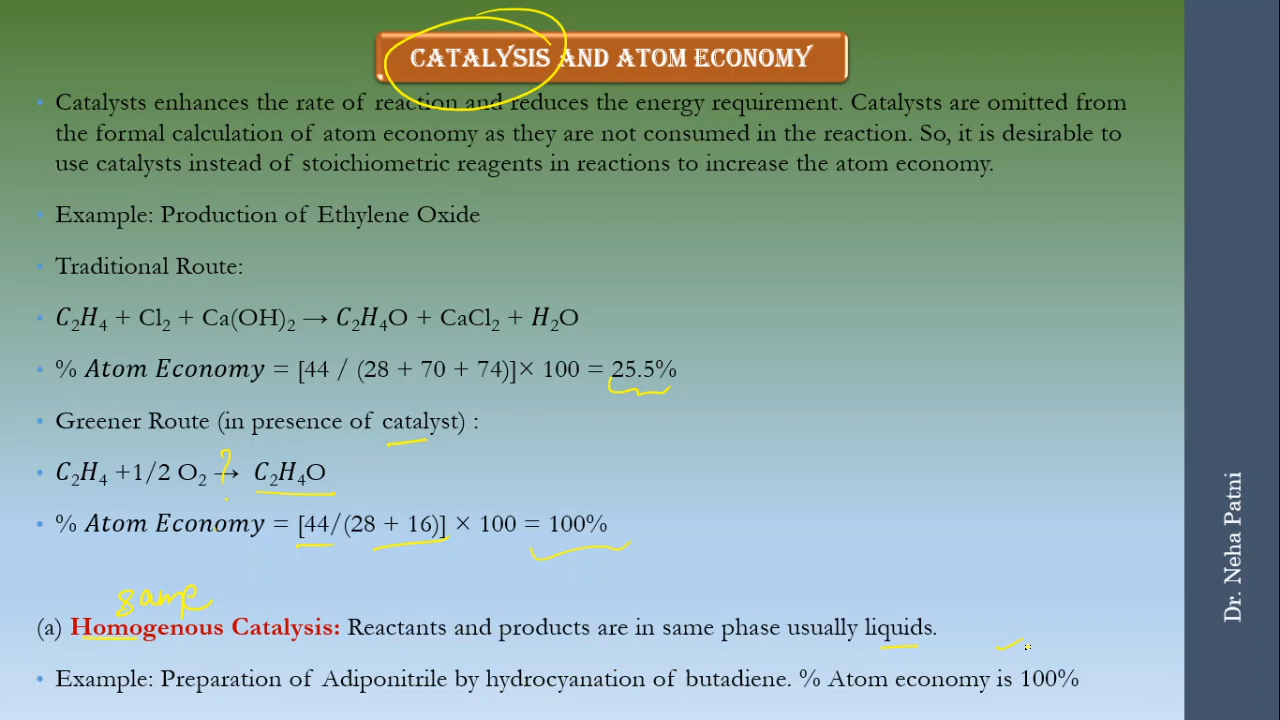 CATALYSIS AND ATOM ECONOMY
• Catalysts enhances the rate of reaction and reduces the energy requirement. Catalysts are omitted from
the formal calculation of atom economy as they are not consumed in the reaction. So, it is desirable to
use catalysts instead of stoichiometric reagents in reactions to increase the atom economy.
• Example: Production of Ethylene Oxide
• Traditional Route:
• C₂H₄ + Cl₂ + Ca(OH)₂ → C₂H₄O + CaCl₂ + H₂O
• % Atom Economy = [44 / (28 + 70 + 74)]× 100 = 25.5%
• Greener Route (in presence of catalyst) :
• C₂H₄ +1/2 O₂ → C₂H₄O
?
• % Atom Economy = [44/(28 + 16)] × 100 = 100%
same
(a) Homogenous Catalysis: Reactants and products are in same phase usually liquids.
• Example: Preparation of Adiponitrile by hydrocyanation of butadiene. % Atom economy is 100%
Dr. Neha Patni